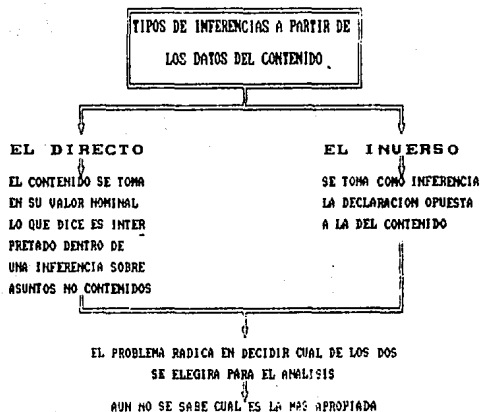 TIPOS DE INFERENCIAS A PARTIR DE
LOS DATOS DEL CONTENIDO
EL DIRECTO
EL CONTENIDO SE TOMA
EN SU VALOR NOMINAL
LO QUE DICE ES INTER
PRETADO DENTRO DE
UNA INFERENCIA SOBRE
ASUNTOS NO CONTENIDOS
EL INVERSO
SE TOMA COMO INFERENCIA
LA DECLARACION OPUESTA
A LA DEL CONTENIDO
EL PROBLEMA RADICA EN DECIDIR CUAL DE LOS DOS
SE ELEGIRA PARA EL ANALISIS
AUN NO SE SABE CUAL ES LA MAS APROPIADA